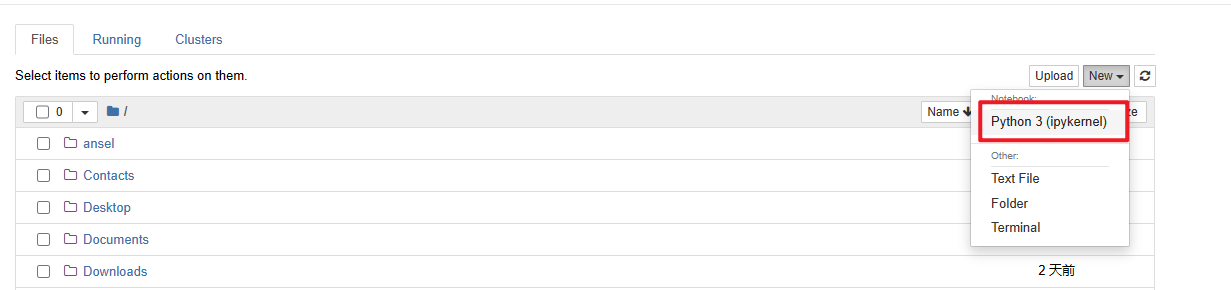 Files Running Clusters
Select items to perform actions on them.
Upload New
0 /
Name
Notebook:
Python 3 (ipykernel)
Other:
Text File
Folder
Terminal
ansel
Contacts
Desktop
Documents
Downloads
2 天前